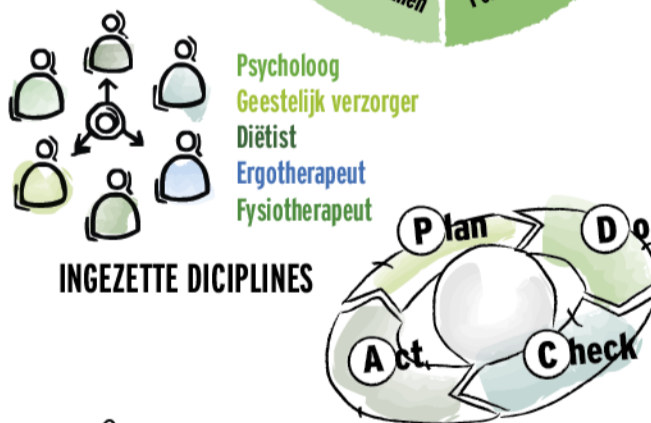 Psycholoog
Geestelijk verzorger
Diëtist
Ergotherapeut
Fysiotherapeut
INGEZETTE DICIPLINES
Plan
Do
Act
Check